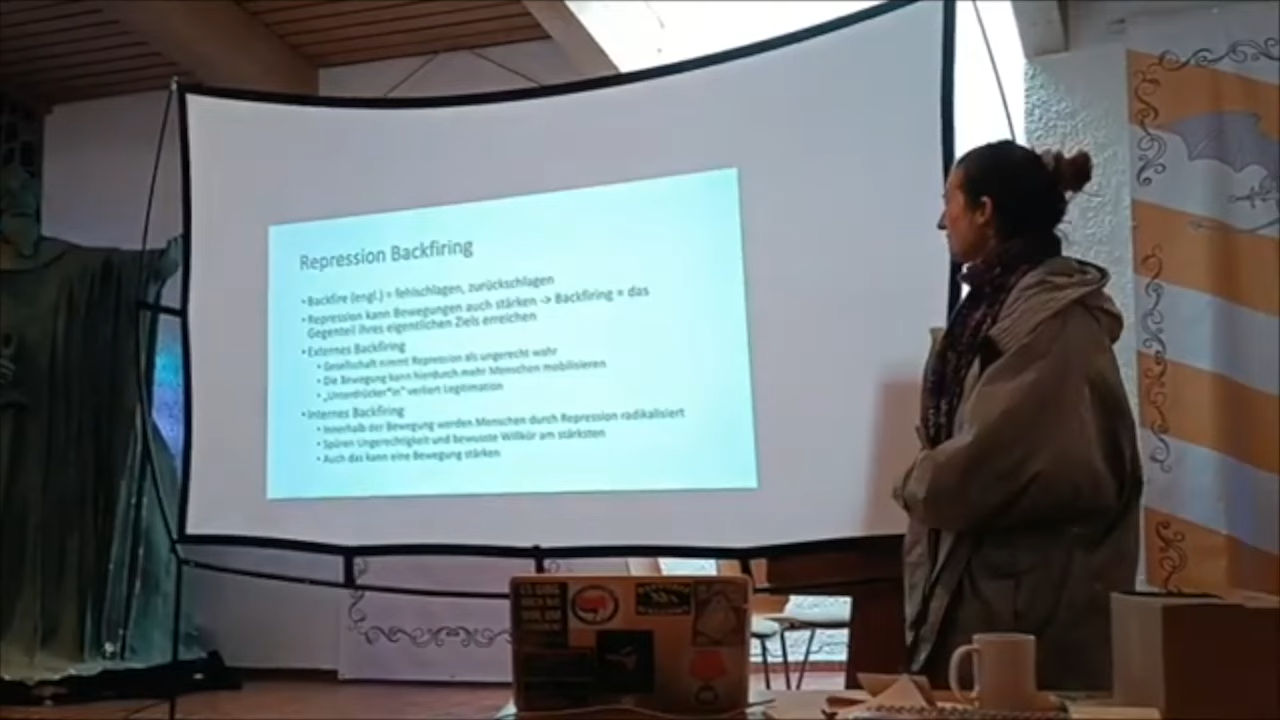 Repression Backfiring
• Backfire (engl.) = fehlschlagen, zurückschlagen
• Repression kann Bewegungen auch stärken -> Backfiring = das
Gegenteil ihres eigentlichen Ziels erreichen
• Externes Backfiring
• Gesellschaft nimmt Repression als ungerecht wahr
• Die Bewegung kann hierdurch mehr Menschen mobilisieren
• „Unterdrücker*in" verliert Legitimation
• Internes Backfiring
• Innerhalb der Bewegung werden Menschen durch Repression radikalisiert
• Spüren Ungerechtigkeit und bewusste Willkür am stärksten
• Auch das kann eine Bewegung stärken